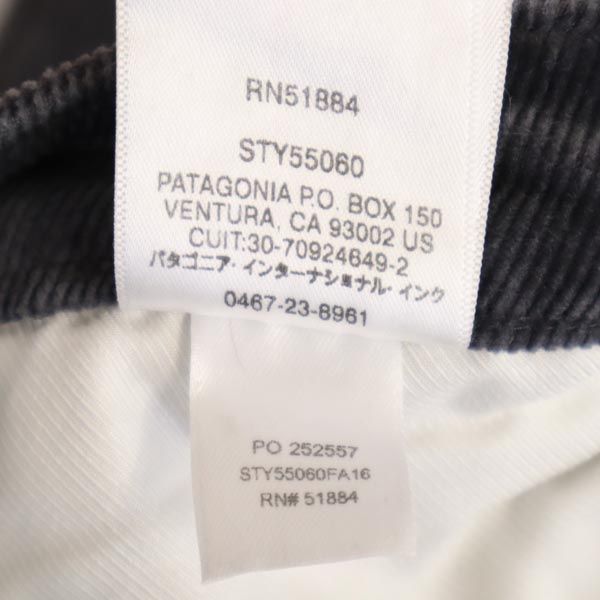 RN51884
STY55060
PATAGONIA P.O. BOX 150
VENTURA, CA 93002 US
CUIT:30-70924649-2
パタゴニア・インターナショナル・インク
0467-23-8961
PO 252557
STY55060FA16
RN# 51884